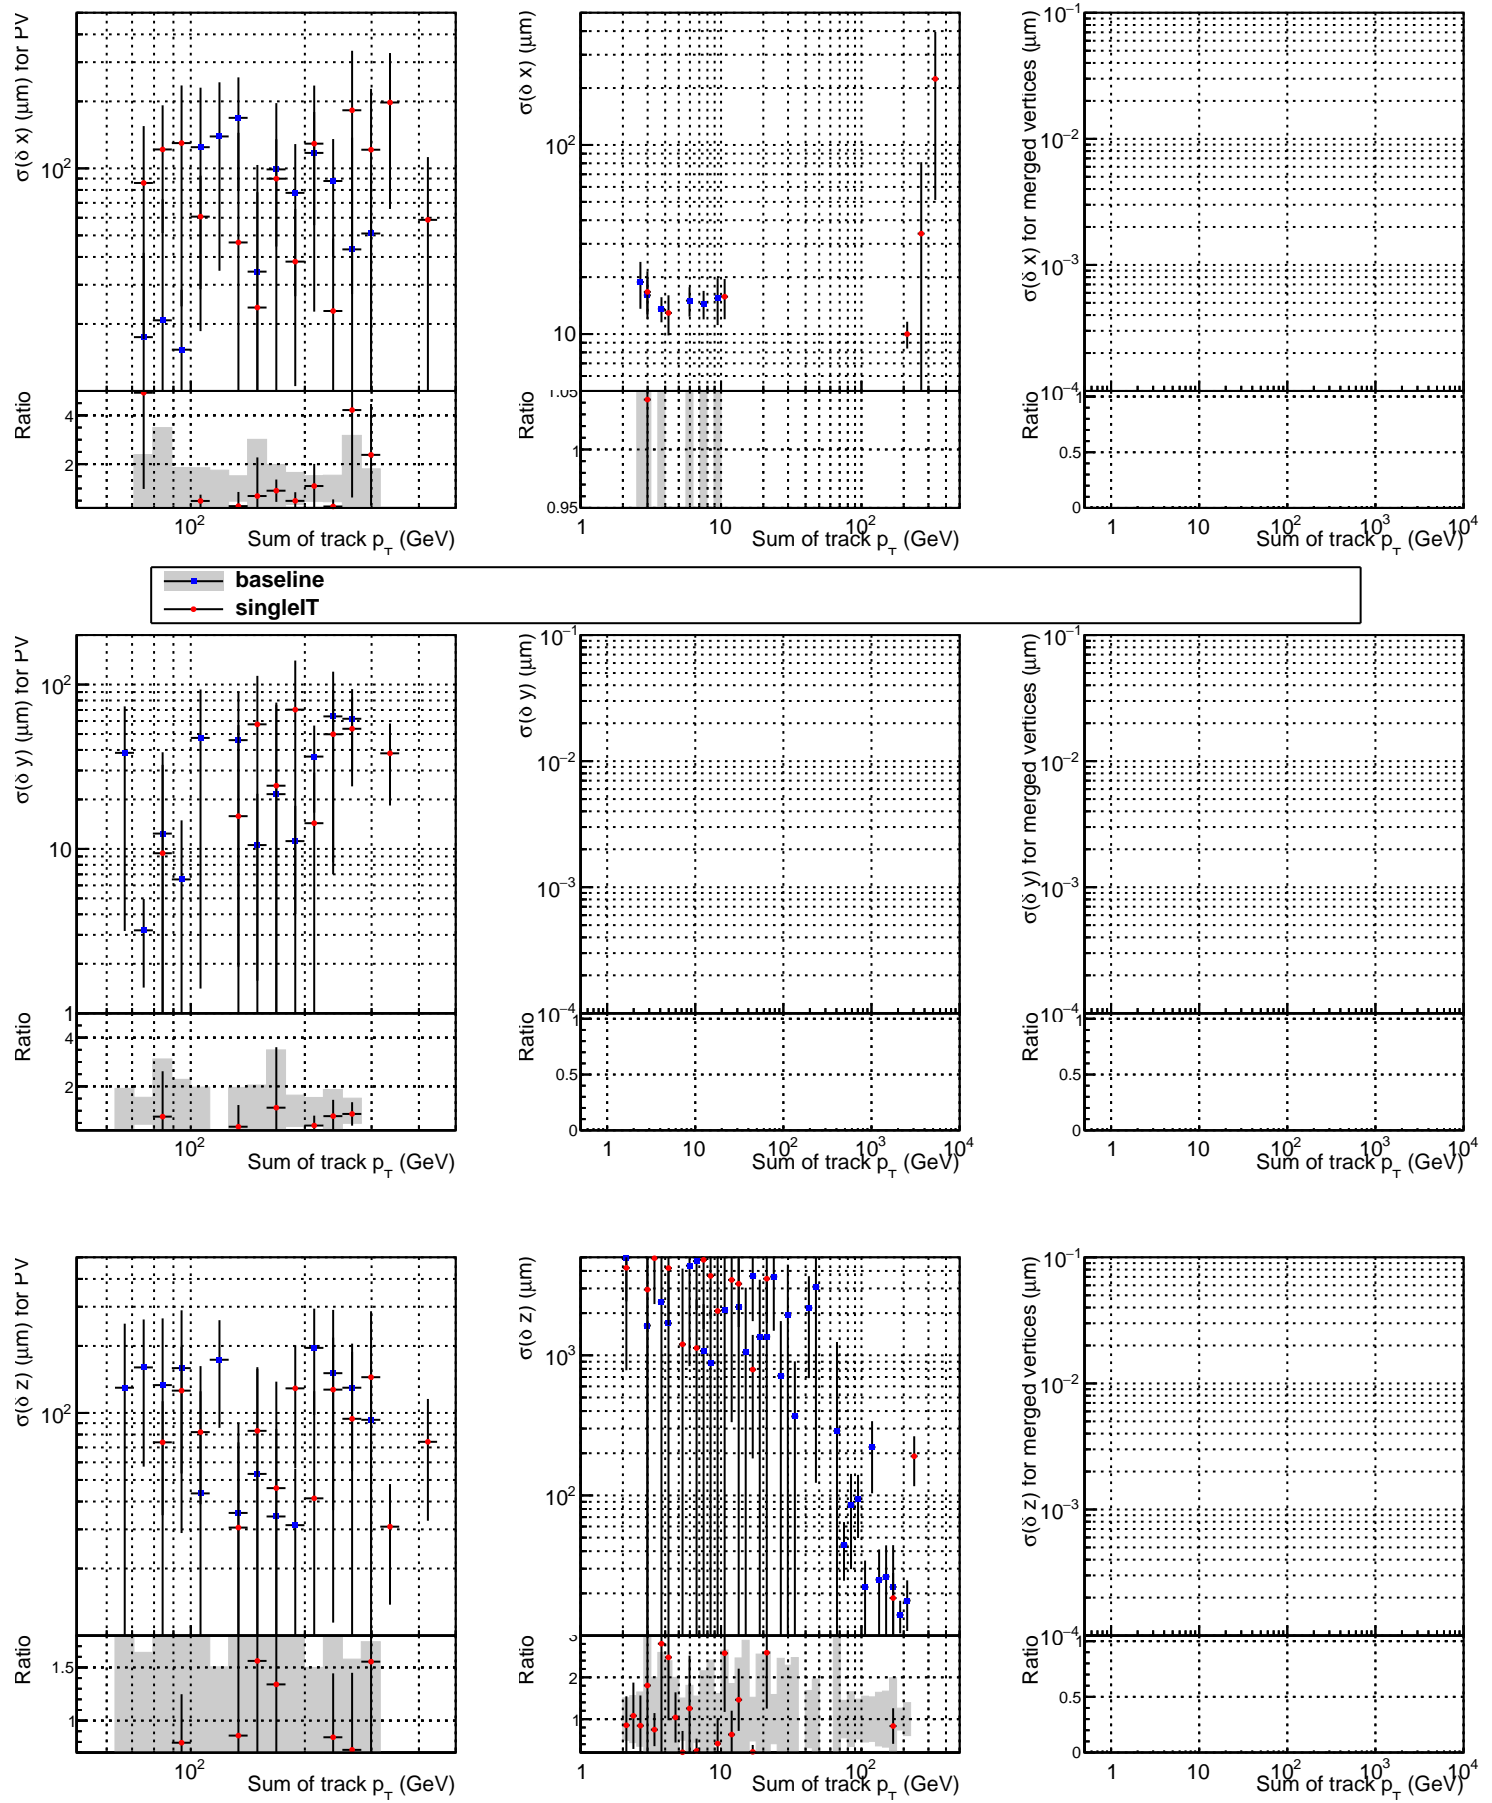 σ(δ x) (μm) for PV
10²
Ratio
4
2
10²
Sum of track p_T (GeV)
σ(δ x) (μm)
10²
10
Ratio
1.05
1
0.95
1 10 10²
Sum of track p_T (GeV)
σ(δ x) for merged vertices (μm)
10⁻¹
10⁻²
10⁻³
10⁻⁴
Ratio
1
0.5
0
1 10 10² 10³ 10⁴
Sum of track p_T (GeV)
baseline
singleIT
σ(δ y) (μm) for PV
10²
10
1
Ratio
4
2
10²
Sum of track p_T (GeV)
σ(δ y) (μm)
10⁻¹
10⁻²
10⁻³
10⁻⁴
Ratio
1
0.5
0
1 10 10² 10³ 10⁴
Sum of track p_T (GeV)
σ(δ y) for merged vertices (μm)
10⁻¹
10⁻²
10⁻³
10⁻⁴
Ratio
1
0.5
0
1 10 10² 10³ 10⁴
Sum of track p_T (GeV)
σ(δ z) (μm) for PV
10²
Ratio
1.5
1
10²
Sum of track p_T (GeV)
σ(δ z) (μm)
10³
10²
Ratio
3
2
1
1 10 10²
Sum of track p_T (GeV)
σ(δ z) for merged vertices (μm)
10⁻¹
10⁻²
10⁻³
10⁻⁴
Ratio
1
0.5
0
1 10 10² 10³ 10⁴
Sum of track p_T (GeV)